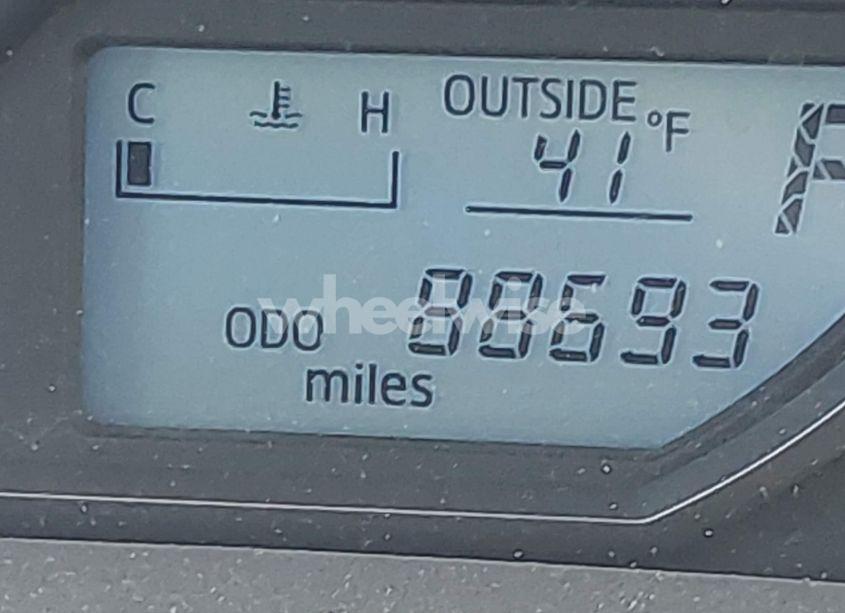 C H OUTSIDE °F
41
ODO 88693
miles
wheelwise